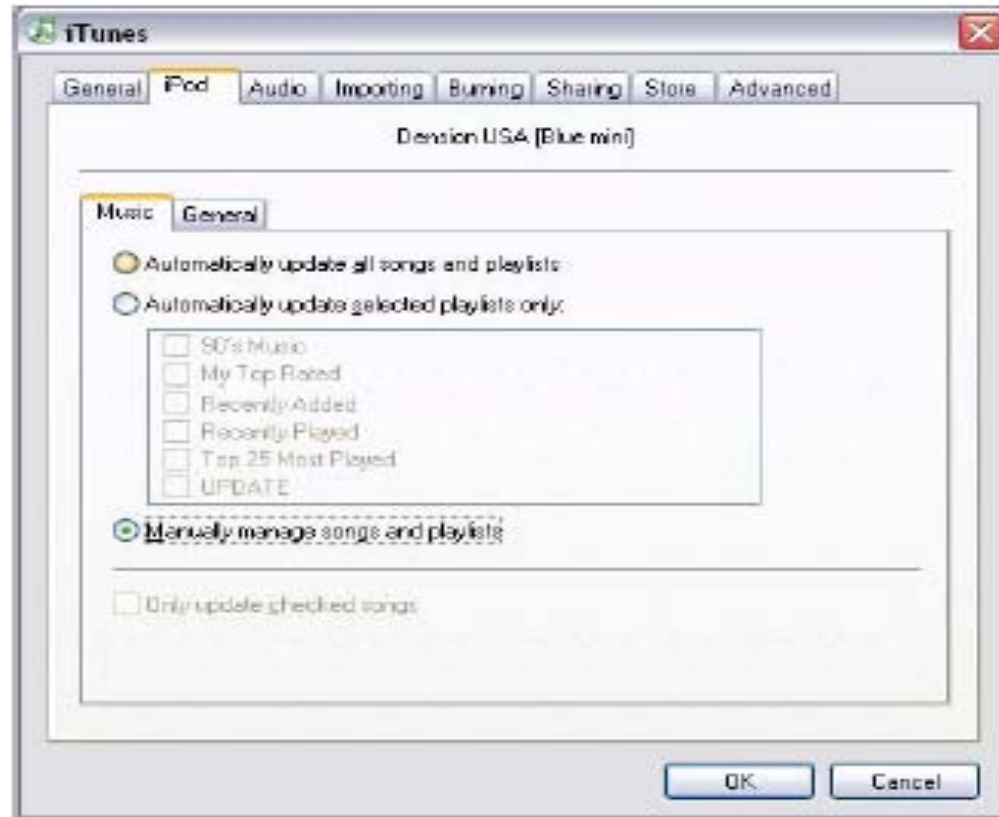 iTunes
General iPod Audio Importing Burning Sharing Store Advanced
Dension USA [Blue mini]
Music General
Automatically update all songs and playlists
Automatically update selected playlists only:
90's Music
My Top Rated
Recently Added
Recently Played
Top 25 Most Played
UPDATE
Manually manage songs and playlists
Only update checked songs
OK Cancel